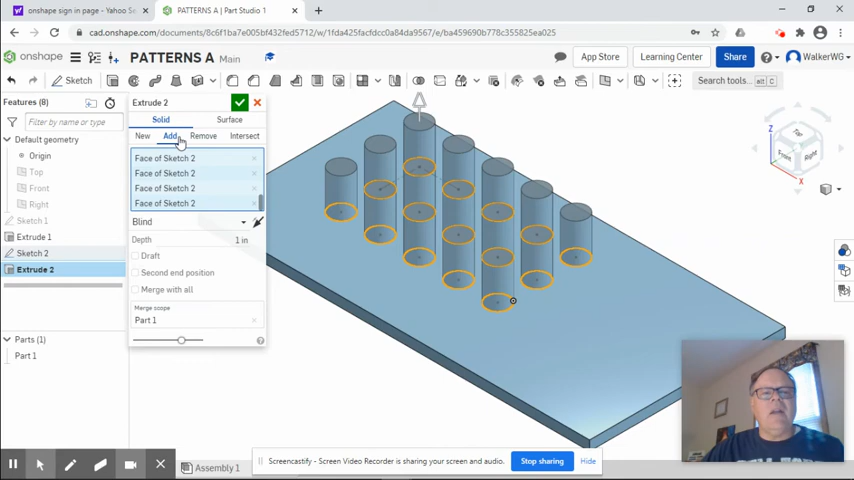 onshape sign in page - Yahoo Se
PATTERNS A | Part Studio 1
cad.onshape.com/documents/8c6f1b5ba00bf432fed5712/w/1fda425facdc0c84da9567/e/ba459690178c355825ea025
onshape
PATTERNS A
Main
App Store
Learning Center
Share
WalkerWG
Sketch
Search tools...
alt
C
Features (8)
Filter by name or type
Default geometry
Origin
Top
Front
Right
Sketch 1
Extrude 1
Sketch 2
Extrude 2
Parts (1)
Part 1
Extrude 2
Solid
Surface
New
Add
Remove
Intersect
Face of Sketch 2
Face of Sketch 2
Face of Sketch 2
Face of Sketch 2
Blind
Depth
1 in
Draft
Second end position
Merge with all
Merge scope
Part 1
Z
Top
Front
Right
X
Assembly 1
Screencastify - Screen Video Recorder is sharing your screen and audio.
Stop sharing
Hide